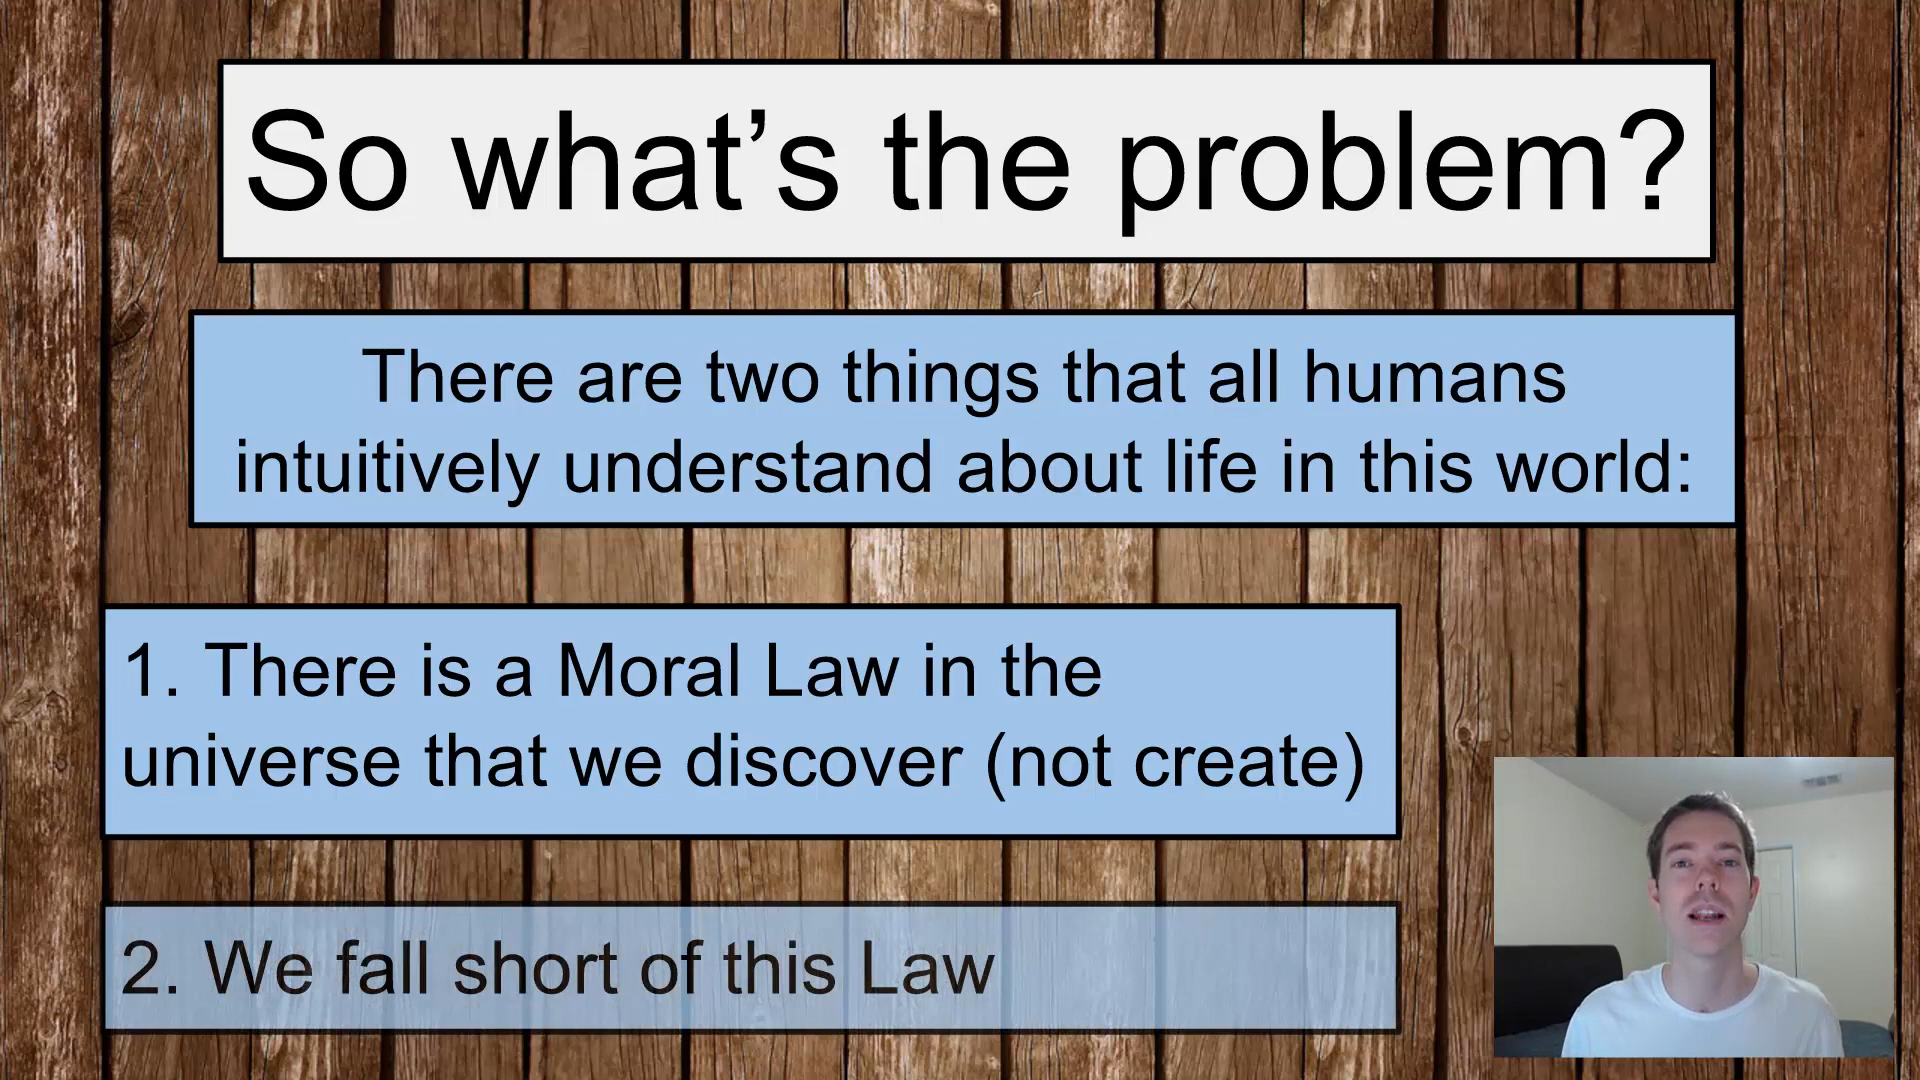 So what’s the problem?
There are two things that all humans
intuitively understand about life in this world:
1. There is a Moral Law in the
universe that we discover (not create)
2. We fall short of this Law